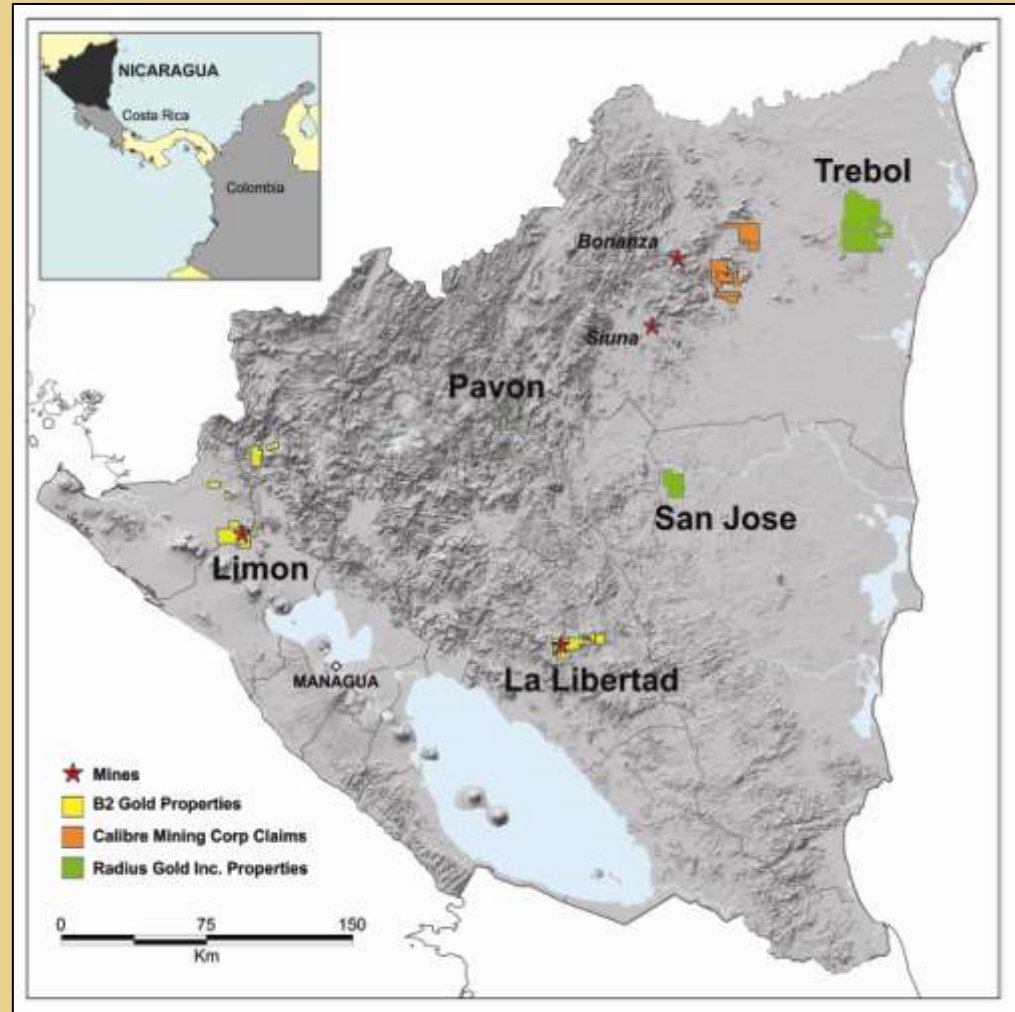 NICARAGUA
Costa Rica
Colombia
Trebol
Bonanza
Siuna
Pavon
San Jose
Limon
La Libertad
MANAGUA
Mines
B2 Gold Properties
Calibre Mining Corp Claims
Radius Gold Inc. Properties
0 75 150
Km